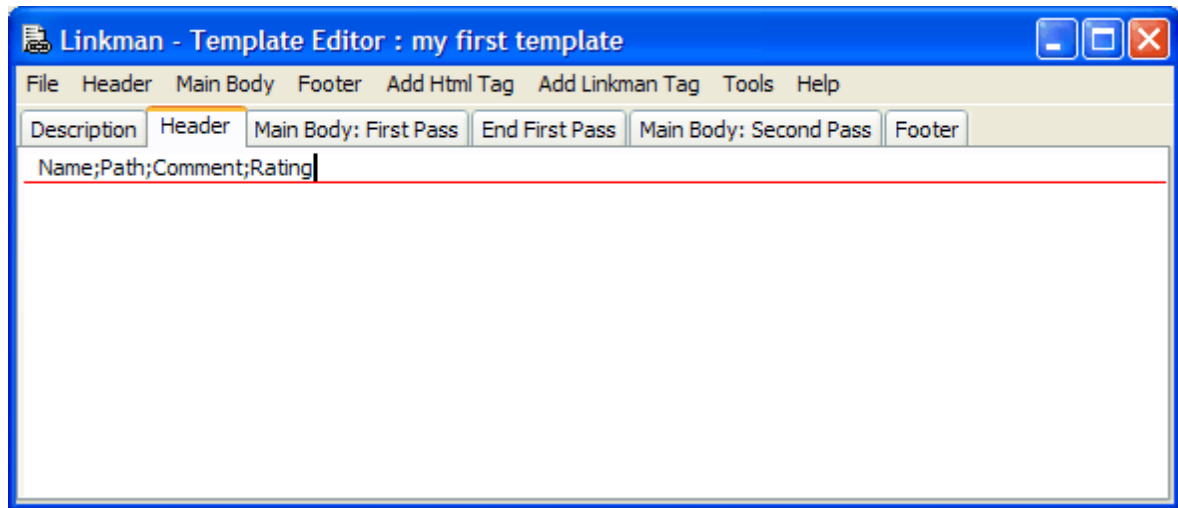 Linkman - Template Editor : my first template
File Header Main Body Footer Add Html Tag Add Linkman Tag Tools Help
Description Header Main Body: First Pass End First Pass Main Body: Second Pass Footer
Name;Path;Comment;Rating